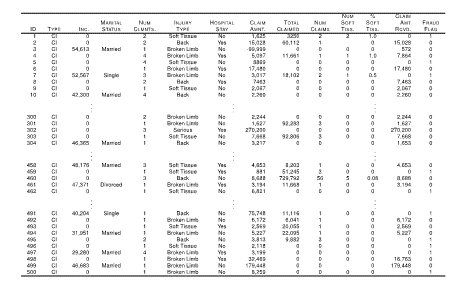 MARITAL NUM INJURY HOSPITAL CLAIM TOTAL NUM NUM SOFT % SOFT CLAIM AMT FRAUD
ID TYPE INC. STATUS CLMNTS. TYPE STAY AMNT. CLAIMED CLAIMS TISS. TISS. RCVD. FLAG
1 CI 0 2 Soft Tissue No 1,625 3250 2 2 1.0 0 1
2 CI 0 2 Back Yes 15,028 60,112 1 0 0 15,028 0
3 CI 54,613 Married 1 Broken Limb No -99,999 0 0 0 0 572 0
4 CI 0 4 Broken Limb Yes 5,097 11,661 1 1 1.0 7,864 0
5 CI 0 4 Soft Tissue Yes 8869 0 0 0 0 0 1
6 CI 0 1 Broken Limb Yes 17,480 0 0 0 0 17,480 0
7 CI 52,567 Single 3 Broken Limb No 3,017 18,102 2 1 0.5 0 1
8 CI 0 2 Back Yes 7463 0 0 0 0 7,463 0
9 CI 0 1 Soft Tissue No 2,067 0 0 0 2,067 0
10 CI 42,300 Married 4 Back No 2,260 0 0 0 2,260 0
300 CI 0 2 Broken Limb No 2,244 0 0 0 2,244 0
301 CI 0 1 Broken Limb No 1,627 92,283 3 0 0 1,627 0
302 CI 0 3 Serious Yes 270,200 0 0 0 270,200 0
303 CI 0 1 Soft Tissue No 7,668 92,806 3 0 0 7,668 0
304 CI 46,365 Married 1 Back No 3,217 0 0 0 1,653 0
458 CI 48,176 Married 3 Broken Limb Yes 4,653 8,203 1 0 0 4,653 0
459 CI 0 1 Soft Tissue Yes 881 51,245 3 0 0 0 1
460 CI 0 3 Back No 8,688 729,792 56 5 0.08 8,688 0
461 CI 47,371 Divorced 1 Broken Limb Yes 3,194 11,668 1 0 0 3,194 0
462 CI 0 1 Soft Tissue No 6,821 0 0 0 0 1
491 CI 40,204 Single 1 Back No 75,748 11,116 1 0 0 0 1
492 CI 0 1 Broken Limb No 6,172 6,041 1 0 6,172 0
493 CI 0 1 Soft Tissue Yes 2,569 20,055 1 0 0 2,569 0
494 CI 31,951 Married 1 Broken Limb No 5,227 22,095 1 0 0 5,227 0
495 CI 0 2 Back No 3,813 9,882 3 0 0 0 1
496 CI 0 1 Soft Tissue No 2,118 0 0 0 0 0 1
497 CI 29,280 Married 4 Broken Limb Yes 3,199 0 0 0 0 1
498 CI 0 1 Broken Limb Yes 32,469 0 0 0 16,763 0
499 CI 46,683 Married 1 Broken Limb No 179,448 0 0 0 179,448 0
500 CI 0 1 Broken Limb No 8,259 0 0 0 0 0 1